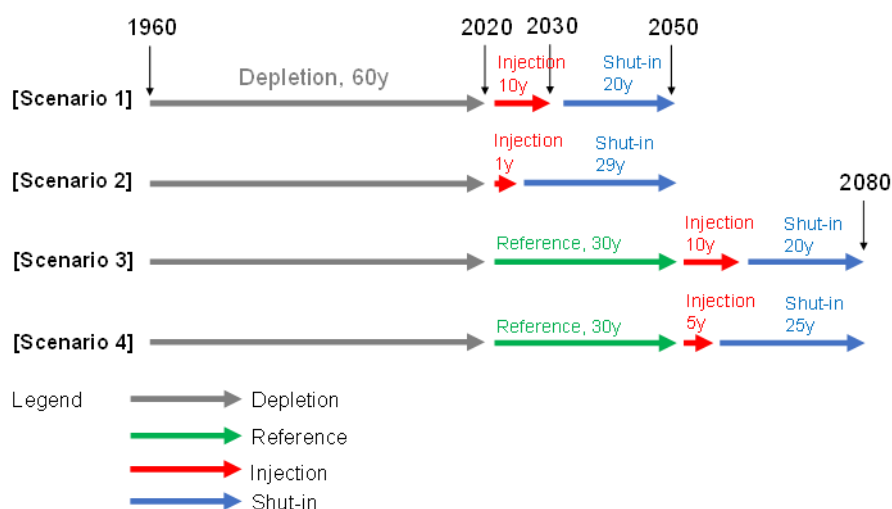 1960
2020
2030
2050
Depletion, 60y
Injection
10y
Shut-in
20y
[Scenario 1]
Injection
1y
Shut-in
29y
[Scenario 2]
2080
Reference, 30y
Injection
10y
Shut-in
20y
[Scenario 3]
Reference, 30y
Injection
5y
Shut-in
25y
[Scenario 4]
Legend
Depletion
Reference
Injection
Shut-in